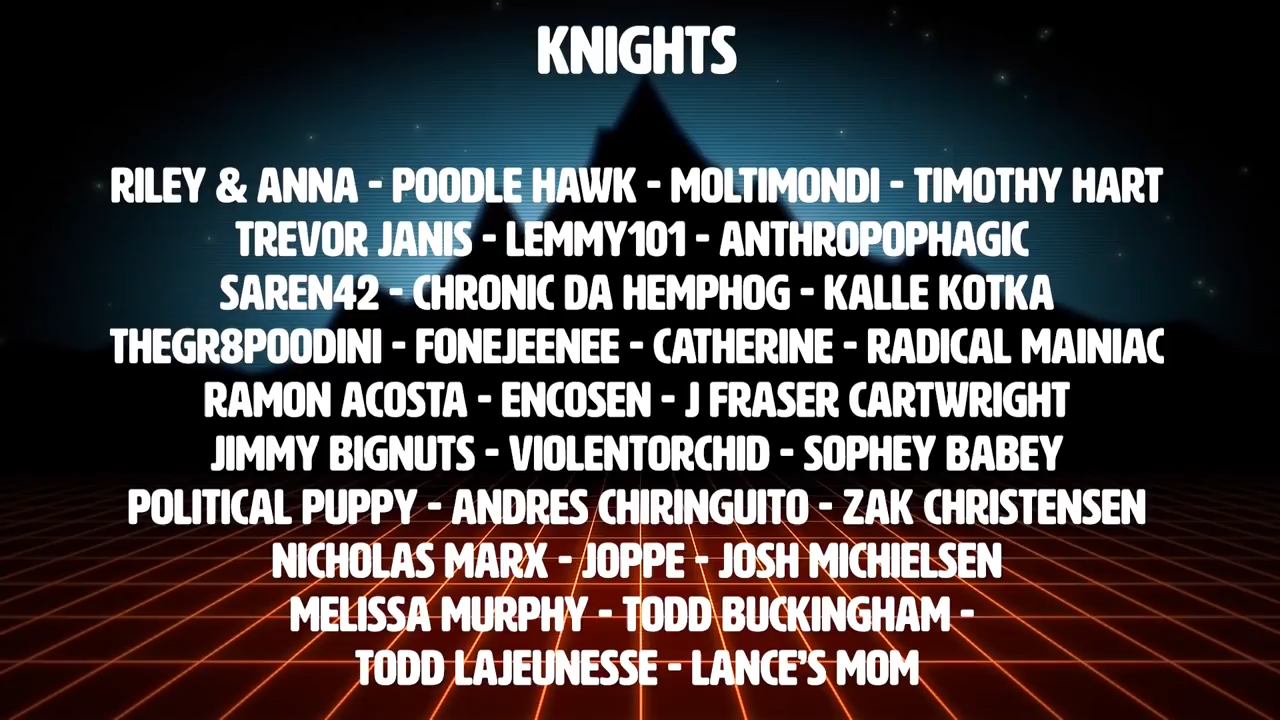 KNIGHTS
RILEY & ANNA - POODLE HAWK - MOLTIMONDI - TIMOTHY HART
TREVOR JANIS - LEMMY101 - ANTHROPOPHAGIC
SAREN42 - CHRONIC DA HEMPHOG - KALLE KOTKA
THEGR8POODINI - FONEJEENEE - CATHERINE - RADICAL MAINIAC
RAMON ACOSTA - ENCOSEN - J FRASER CARTWRIGHT
JIMMY BIGNUTS - VIOLENTORCHID - SOPHEY BABEY
POLITICAL PUPPY - ANDRES CHIRINGUITO - ZAK CHRISTENSEN
NICHOLAS MARX - JOPPE - JOSH MICHIELSEN
MELISSA MURPHY - TODD BUCKINGHAM -
TODD LAJEUNESSE - LANCE'S MOM